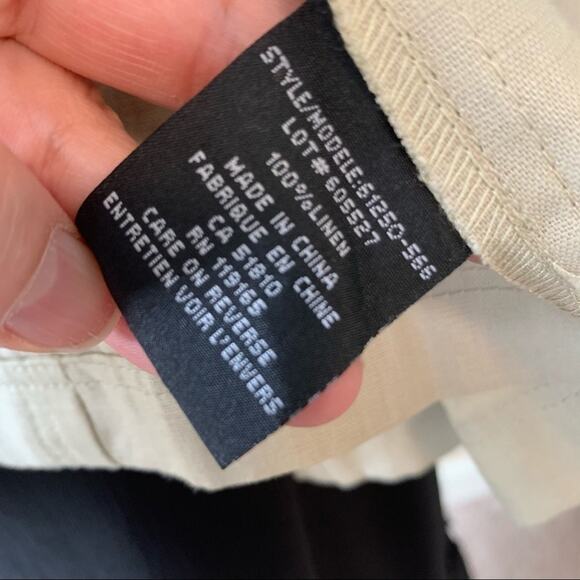 STYLE/MODELE:61250-566
LOT#606527
100%LINEN
MADE IN CHINA
FABRIQUE EN CHINE
CA 51810
RN 119165
CARE ON REVERSE
ENTRETIEN VOIR L'ENVERS